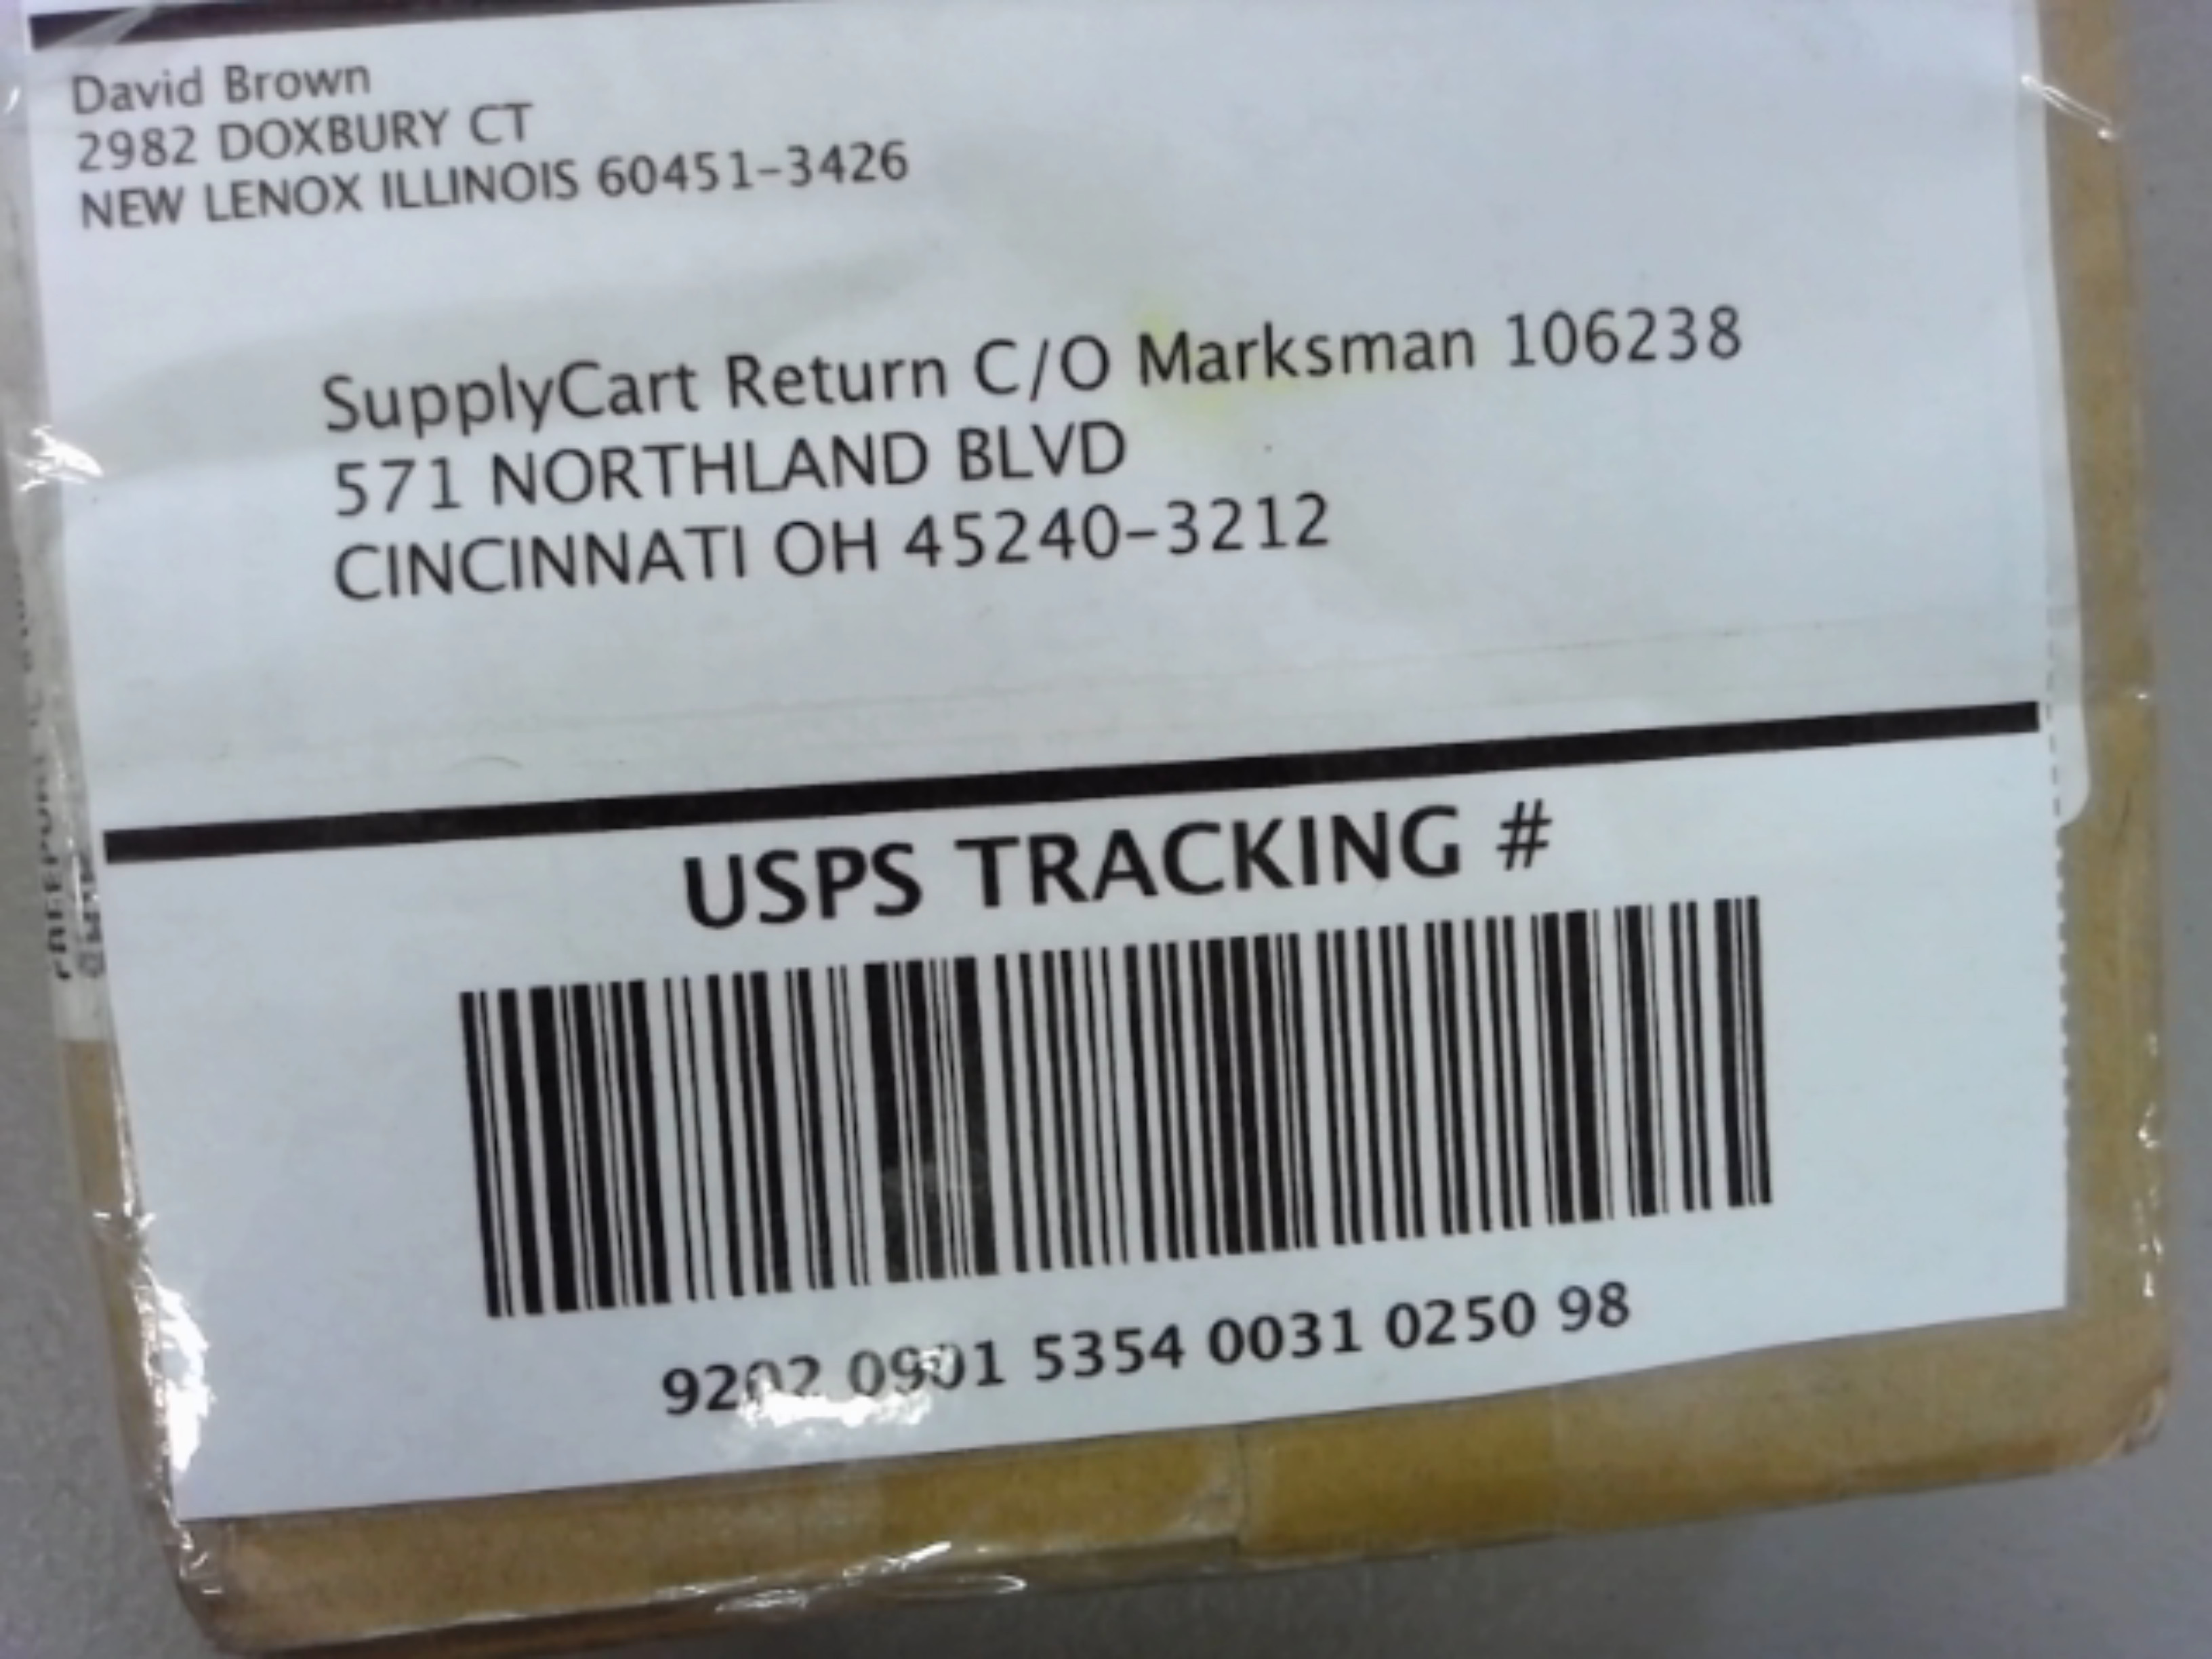 David Brown
2982 DOXBURY CT
NEW LENOX ILLINOIS 60451-3426
SupplyCart Return C/O Marksman 106238
571 NORTHLAND BLVD
CINCINNATI OH 45240-3212
USPS TRACKING #
9202 0901 5354 0031 0250 98